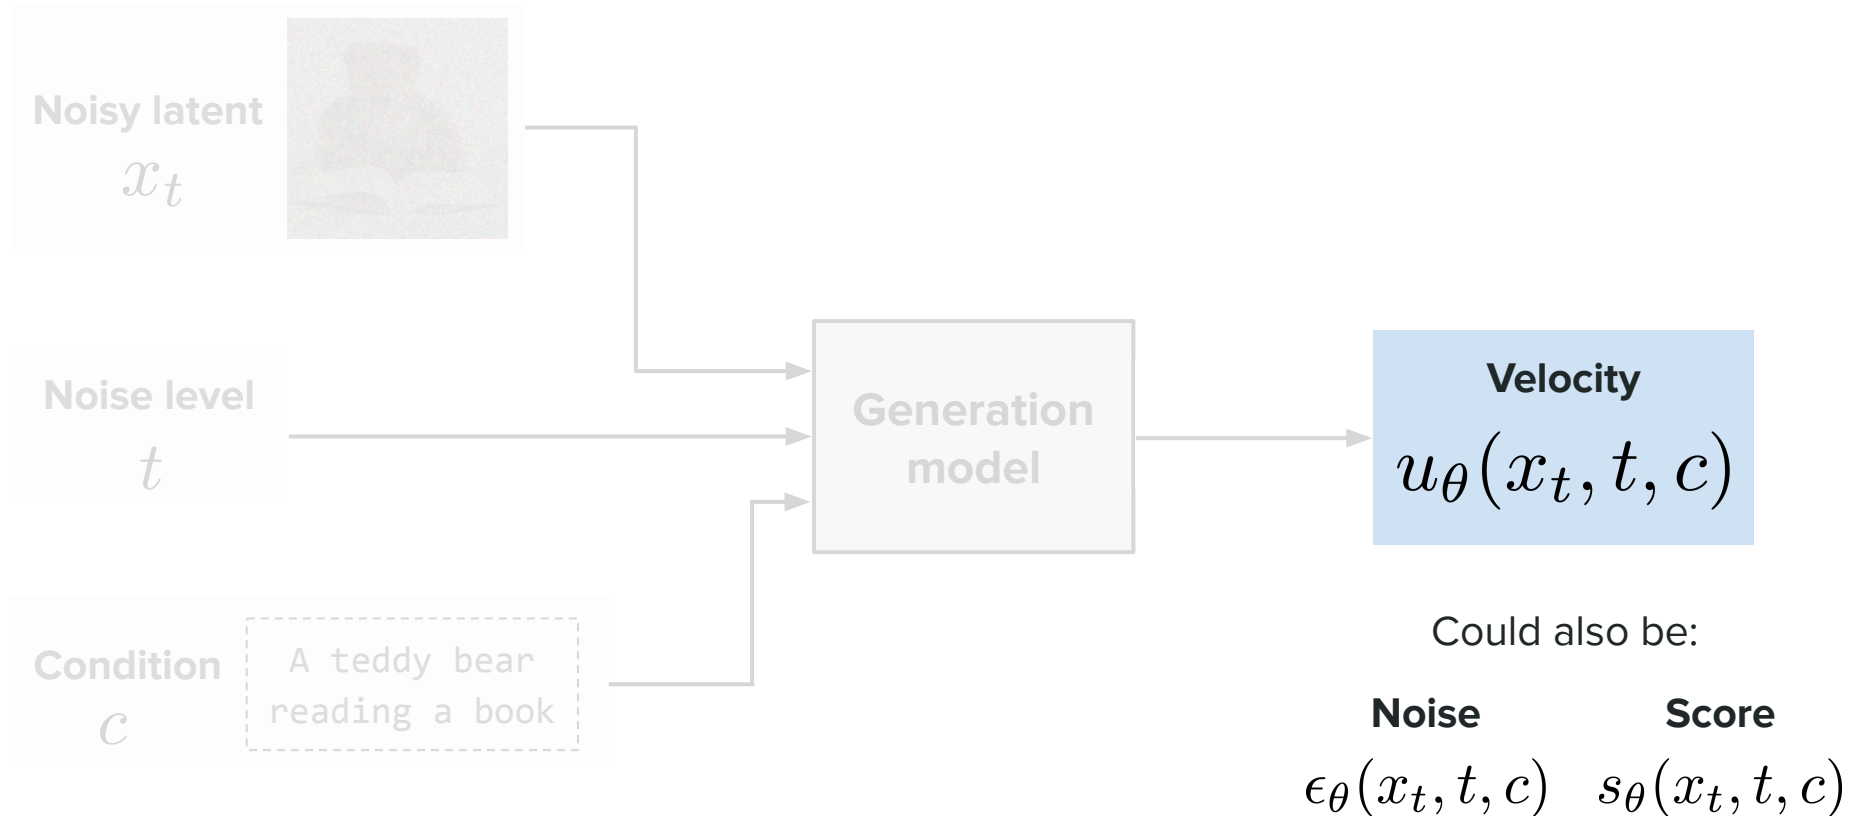 Noisy latent
x_t
Noise level
t
Condition
c
A teddy bear
reading a book
Generation
model
Velocity
u_θ(x_t, t, c)
Could also be:
Noise
Score
ϵ_θ(x_t, t, c)
s_θ(x_t, t, c)